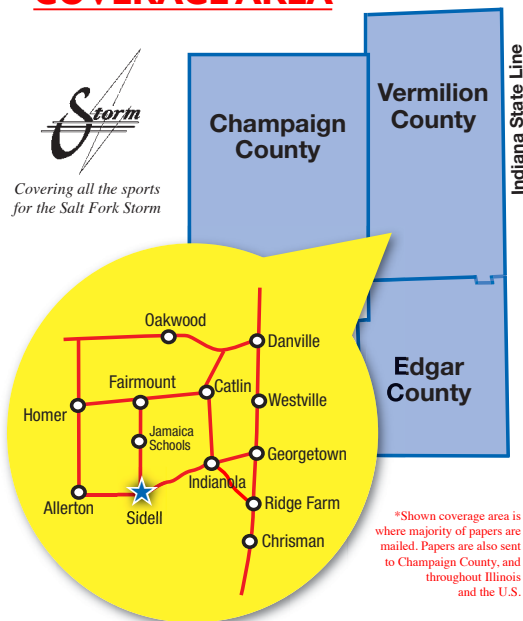 COVERAGE AREA
Storm
Covering all the sports
for the Salt Fork Storm
Champaign
County
Vermilion
County
Indiana State Line
Edgar
County
Oakwood
Danville
Fairmount
Catlin
Homer
Westville
Jamaica
Schools
Georgetown
Indianola
Allerton
Sidell
Ridge Farm
Chrisman
*Shown coverage area is
where majority of papers are
mailed. Papers are also sent
to Champaign County, and
throughout Illinois
and the U.S.